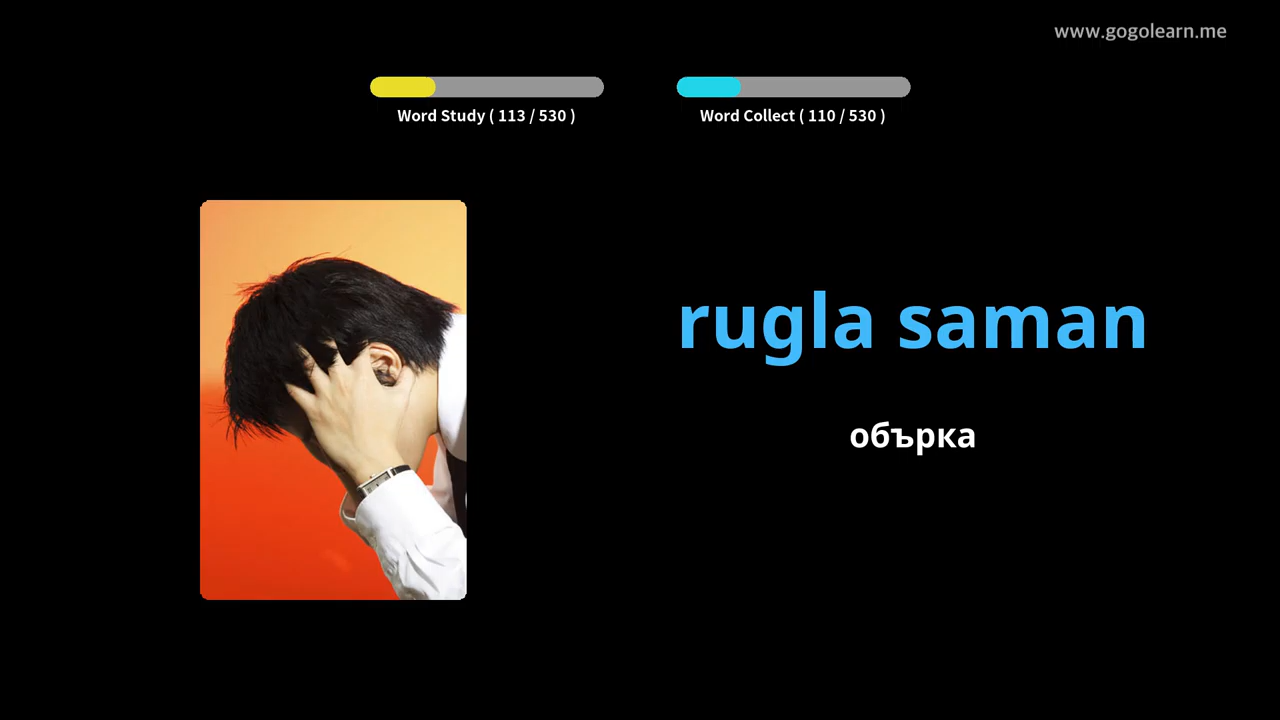 www.gogolearn.me
Word Study ( 113 / 530 )
Word Collect ( 110 / 530 )
rugla saman
обърка